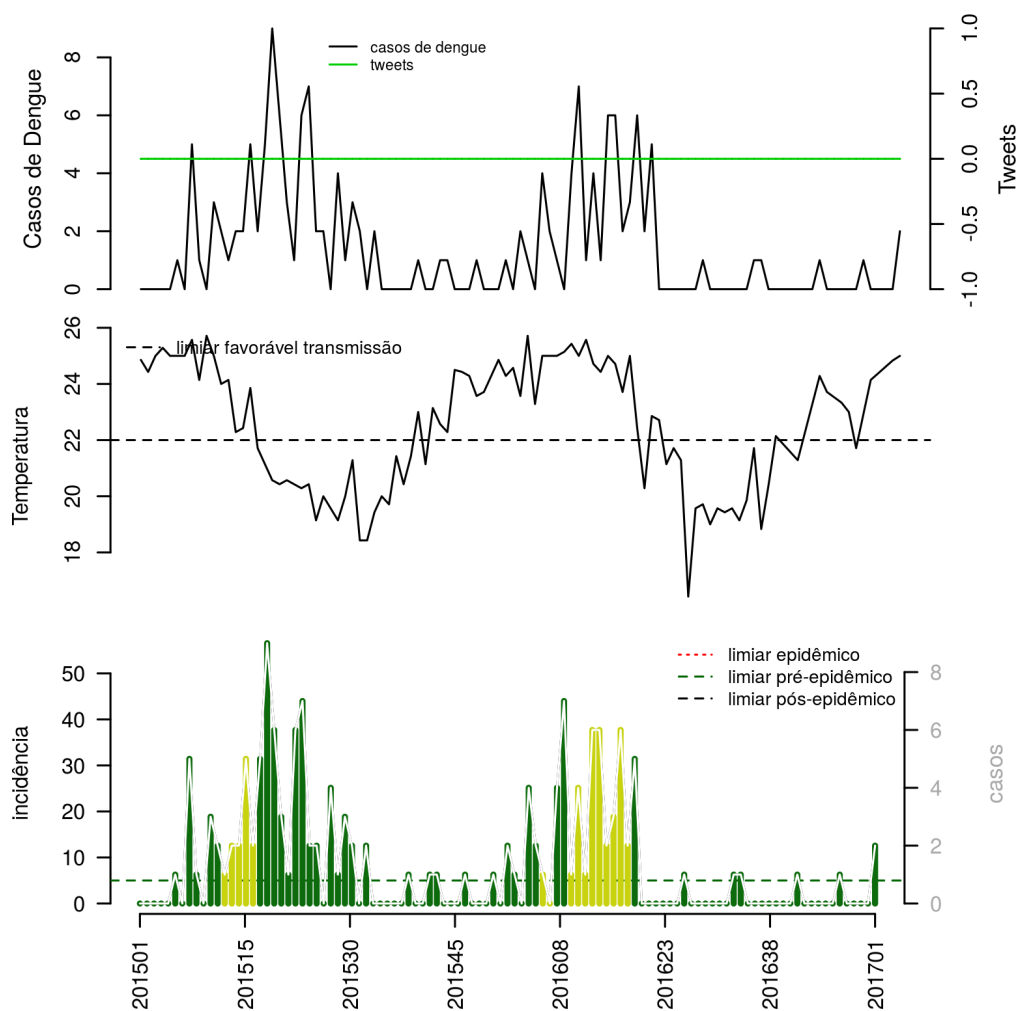 casos de dengue
tweets
Casos de Dengue
0 2 4 6 8
Tweets
-1.0 -0.5 0.0 0.5 1.0
limiar favorável transmissão
Temperatura
18 20 22 24 26
limiar epidêmico
limiar pré-epidêmico
limiar pós-epidêmico
incidência
0 10 20 30 40 50
casos
0 2 4 6 8
201501 201515 201530 201545 201608 201623 201638 201701